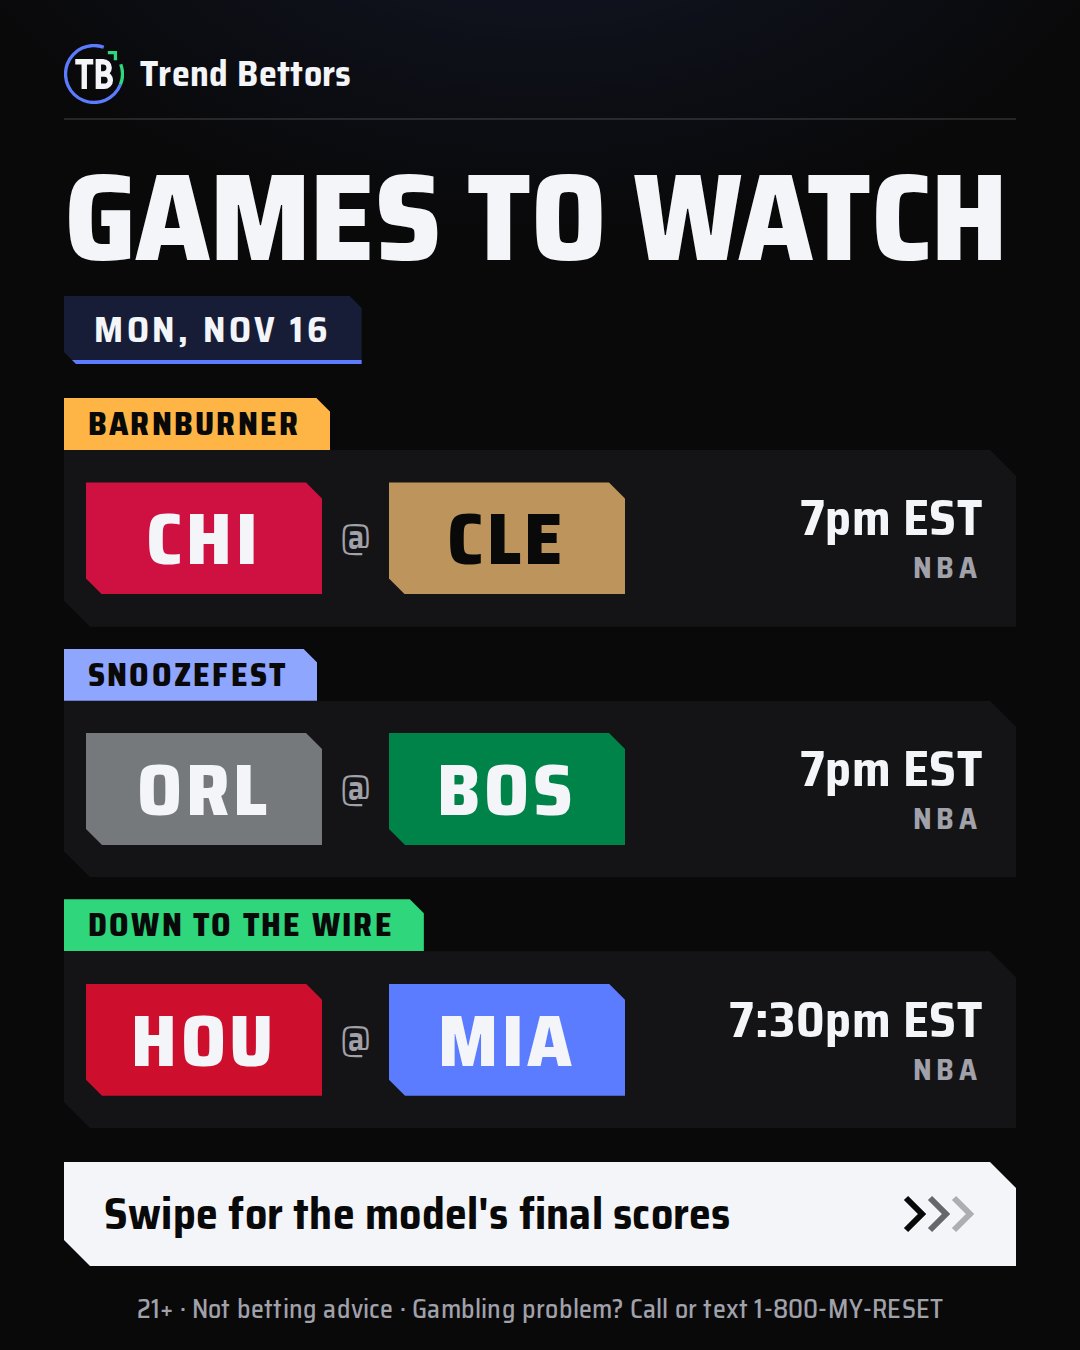 TB Trend Bettors
GAMES TO WATCH
MON, NOV 16
BARNBURNER
CHI @ CLE 7pm EST
NBA
SNOOZEFEST
ORL @ BOS 7pm EST
NBA
DOWN TO THE WIRE
HOU @ MIA 7:30pm EST
NBA
Swipe for the model's final scores
21+ · Not betting advice · Gambling problem? Call or text 1-800-MY-RESET